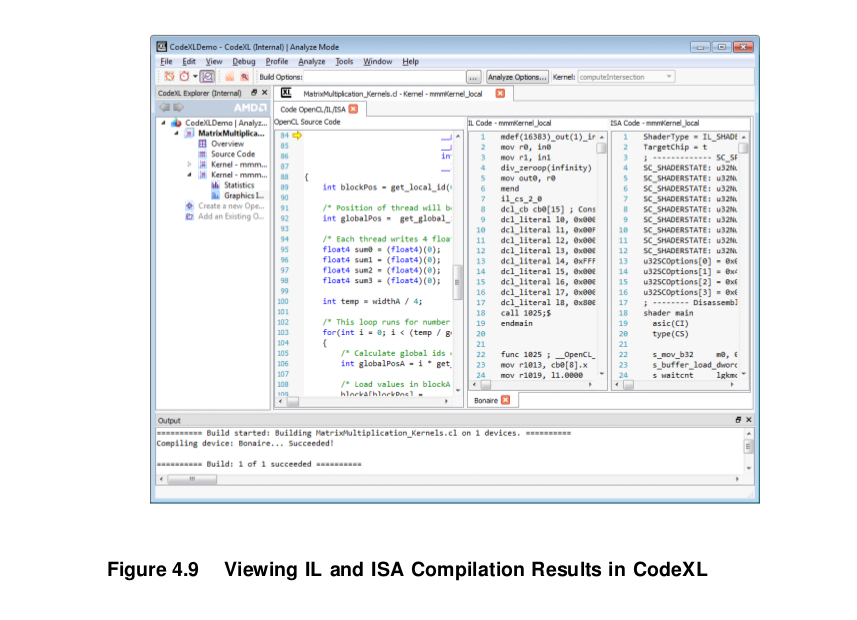 CodeXLDemo - CodeXL (Internal) | Analyze Mode
File Edit View Debug Profile Analyze Tools Window Help
Build Options: ... Analyze Options... Kernel: computeIntersection
CodeXL Explorer (Internal)
AMD
CodeXLDemo | Analyz...
MatrixMultiplica...
Overview
Source Code
Kernel - mmm...
Kernel - mmm...
Statistics
Graphics I...
Create a new Ope...
Add an Existing O...
XL MatrixMultiplication_Kernels.cl - Kernel - mmmKernel_local
Code OpenCL/IL/ISA
OpenCL Source Code
84
85
86 in
87
88 {
89 int blockPos = get_local_id(
90
91 /* Position of thread will b
92 int globalPos = get_global_
93
94 /* Each thread writes 4 floa
95 float4 sum0 = (float4)(0);
96 float4 sum1 = (float4)(0);
97 float4 sum2 = (float4)(0);
98 float4 sum3 = (float4)(0);
99
100 int temp = widthA / 4;
101
102 /* This loop runs for number
103 for(int i = 0; i < (temp / g
104 {
105 /* Calculate global ids
106 int globalPosA = i * get_
107
108 /* Load values in blockA
109 blockA[blockPos] =
IL Code - mmmKernel_local
1 mdef(16383)_out(1)_i
2 mov r0, in0
3 mov r1, in1
4 div_zeroop(infinity)
5 mov out0, r0
6 mend
7 il_cs_2_0
8 dcl_cb cb0[15] ; Cons
9 dcl_literal l0, 0x000
10 dcl_literal l1, 0x00F
11 dcl_literal l2, 0x000
12 dcl_literal l3, 0x000
13 dcl_literal l4, 0xFFF
14 dcl_literal l5, 0x000
15 dcl_literal l6, 0x000
16 dcl_literal l7, 0x000
17 dcl_literal l8, 0x800
18 call 1025;$
19 endmain
20
21
22 func 1025 ; __OpenCL_
23 mov r1013, cb0[8].x
24 mov r1019, l1.0000
Bonaire
ISA Code - mmmKernel_local
1 ShaderType = IL_SHADE
2 TargetChip = t
3 ; ------------- SC_SR
4 SC_SHADERSTATE: u32Nu
5 SC_SHADERSTATE: u32Nu
6 SC_SHADERSTATE: u32Nu
7 SC_SHADERSTATE: u32Nu
8 SC_SHADERSTATE: u32Nu
9 SC_SHADERSTATE: u32Nu
10 SC_SHADERSTATE: u32Nu
11 SC_SHADERSTATE: u32Nu
12 SC_SHADERSTATE: u32Nu
13 u32SCOptions[0] = 0x0
14 u32SCOptions[1] = 0x4
15 u32SCOptions[2] = 0x0
16 u32SCOptions[3] = 0x0
17 ; -------- Disassembl
18 shader main
19 asic(CI)
20 type(CS)
21
22 s_mov_b32 m0,
23 s_buffer_load_dword
24 s_waitcnt lgkmc
Output
========== Build started: Building MatrixMultiplication_Kernels.cl on 1 devices. ==========
Compiling device: Bonaire... Succeeded!
========== Build: 1 of 1 succeeded ==========
Figure 4.9 Viewing IL and ISA Compilation Results in CodeXL